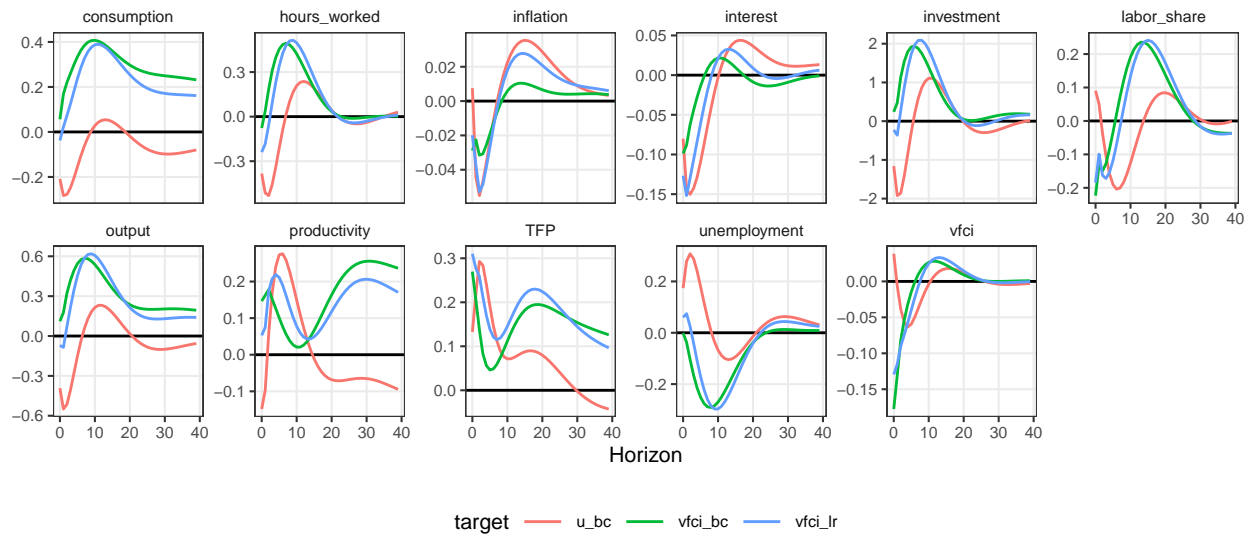 consumption hours_worked inflation interest investment labor_share
0.4 0.3 0.02 0.05 2 0.2
0.2 0.0 0.00 0.00 1 0.1
0.0 −0.3 −0.02 −0.05 0 0.0
−0.2 −0.04 −0.10 −1 −0.1
−0.15 −2 −0.2
0 10 20 30 40
output productivity TFP unemployment vfci
0.6 0.2 0.3 0.2 0.00
0.3 0.1 0.2 0.0 −0.05
0.0 0.0 0.1 −0.2 −0.10
−0.3 −0.1 0.0 −0.15
−0.6
0 10 20 30 40 0 10 20 30 40 0 10 20 30 40 0 10 20 30 40 0 10 20 30 40
Horizon
target u_bc vfci_bc vfci_lr